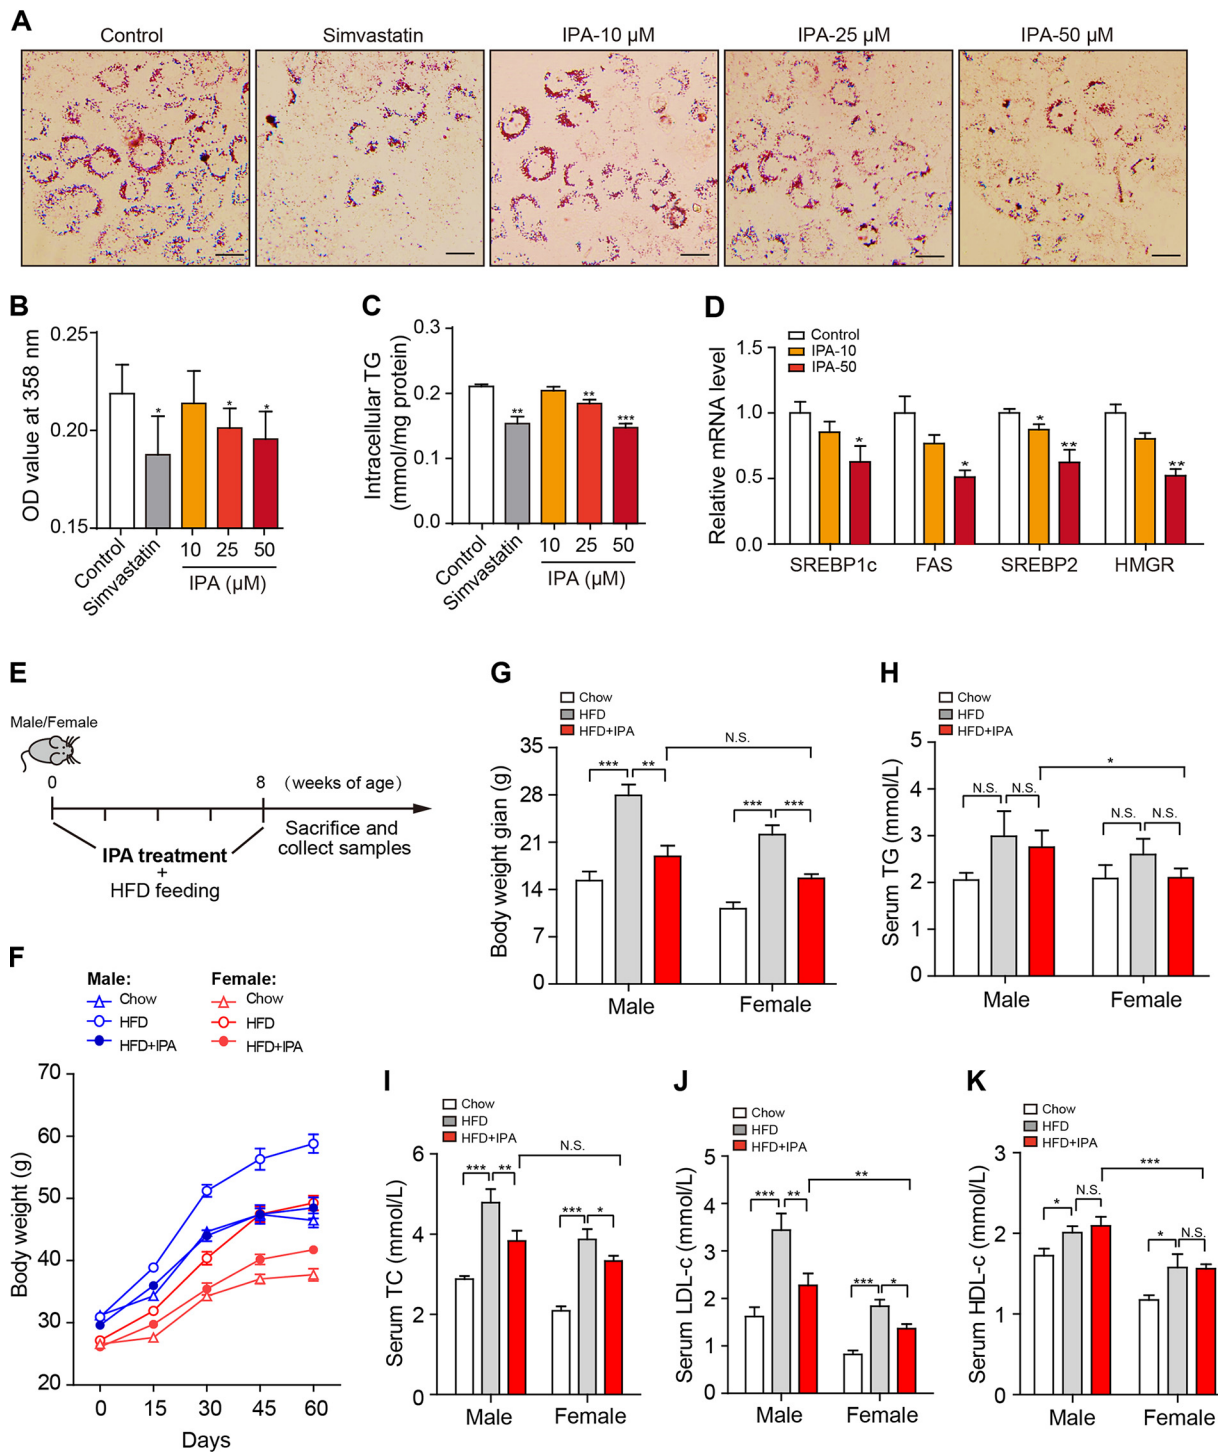 A
Control
Simvastatin
IPA-10 µM
IPA-25 µM
IPA-50 µM
B
OD value at 358 nm
0.25
0.20
0.15
*
*
*
Control
Simvastatin
10
25
50
IPA (µM)
C
Intracellular TG
(mmol/mg protein)
0.3
0.2
0.1
0.0
**
**
***
Control
Simvastatin
10
25
50
IPA (µM)
D
Control
IPA-10
IPA-50
Relative mRNA level
1.5
1.0
0.5
0.0
*
*
*
**
**
SREBP1c
FAS
SREBP2
HMGR
E
Male/Female
0
8
(weeks of age)
IPA treatment
+
HFD feeding
Sacrifice and
collect samples
F
Male:
Chow
HFD
HFD+IPA
Female:
Chow
HFD
HFD+IPA
Body weight (g)
70
60
50
40
30
20
0
15
30
45
60
Days
G
Chow
HFD
HFD+IPA
Body weight gian (g)
35
28
21
14
7
0
N.S.
***
**
***
***
Male
Female
H
Chow
HFD
HFD+IPA
Serum TG (mmol/L)
5
4
3
2
1
0
*
N.S.
N.S.
N.S.
N.S.
Male
Female
I
Chow
HFD
HFD+IPA
Serum TC (mmol/L)
6
4
2
0
N.S.
***
**
***
*
Male
Female
J
Chow
HFD
HFD+IPA
Serum LDL-c (mmol/L)
5
4
3
2
1
0
**
***
**
***
*
Male
Female
K
Chow
HFD
HFD+IPA
Serum HDL-c (mmol/L)
3
2
1
0
***
*
N.S.
*
N.S.
Male
Female